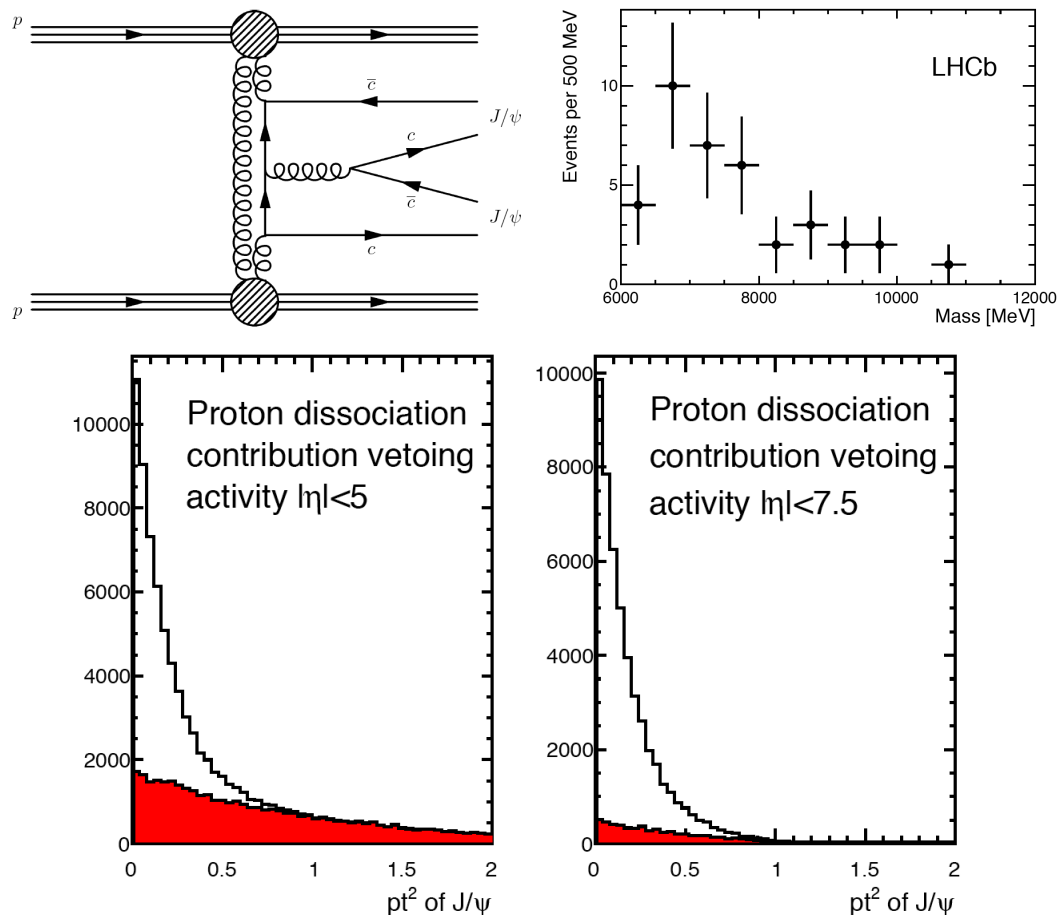 p
c̅
J/ψ
c
c̅
J/ψ
c
p
Events per 500 MeV
10
5
0
LHCb
6000 8000 10000 12000
Mass [MeV]
10000
8000
6000
4000
2000
0
Proton dissociation
contribution vetoing
activity |η|<5
0 0.5 1 1.5 2
pt² of J/ψ
10000
8000
6000
4000
2000
0
Proton dissociation
contribution vetoing
activity |η|<7.5
0 0.5 1 1.5 2
pt² of J/ψ